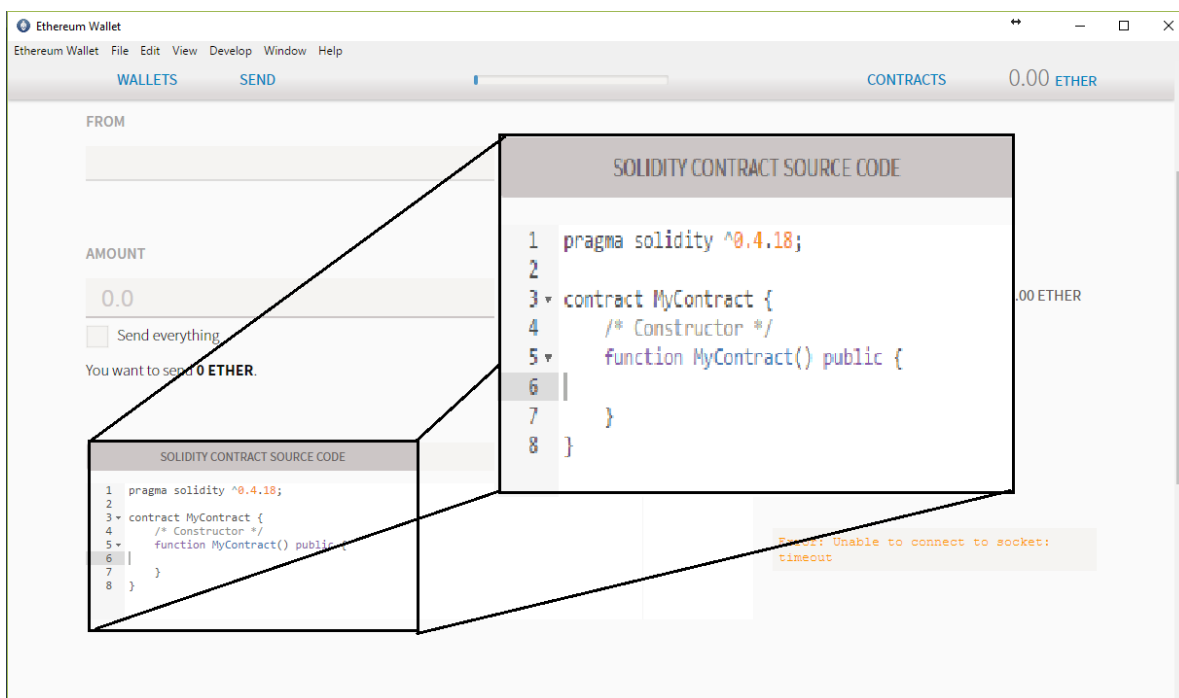 Ethereum Wallet
Ethereum Wallet File Edit View Develop Window Help
WALLETS SEND CONTRACTS 0.00 ETHER
FROM
AMOUNT
0.0
.00 ETHER
Send everything
You want to send 0 ETHER.
SOLIDITY CONTRACT SOURCE CODE
1 pragma solidity ^0.4.18;
2
3 contract MyContract {
4 /* Constructor */
5 function MyContract() public {
6
7 }
8 }
SOLIDITY CONTRACT SOURCE CODE
1 pragma solidity ^0.4.18;
2
3 contract MyContract {
4 /* Constructor */
5 function MyContract() public {
6
7 }
8 }
Error: Unable to connect to socket:
timeout